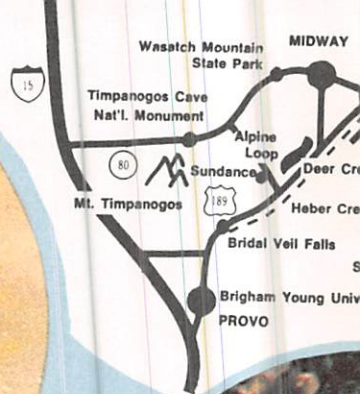 Wasatch Mountain
State Park
MIDWAY
15
Timpanogos Cave
Nat'l. Monument
Alpine
Loop
80
Sundance
Deer Cre
189
Mt. Timpanogos
Heber Cre
Bridal Veil Falls
S
Brigham Young Univ
PROVO